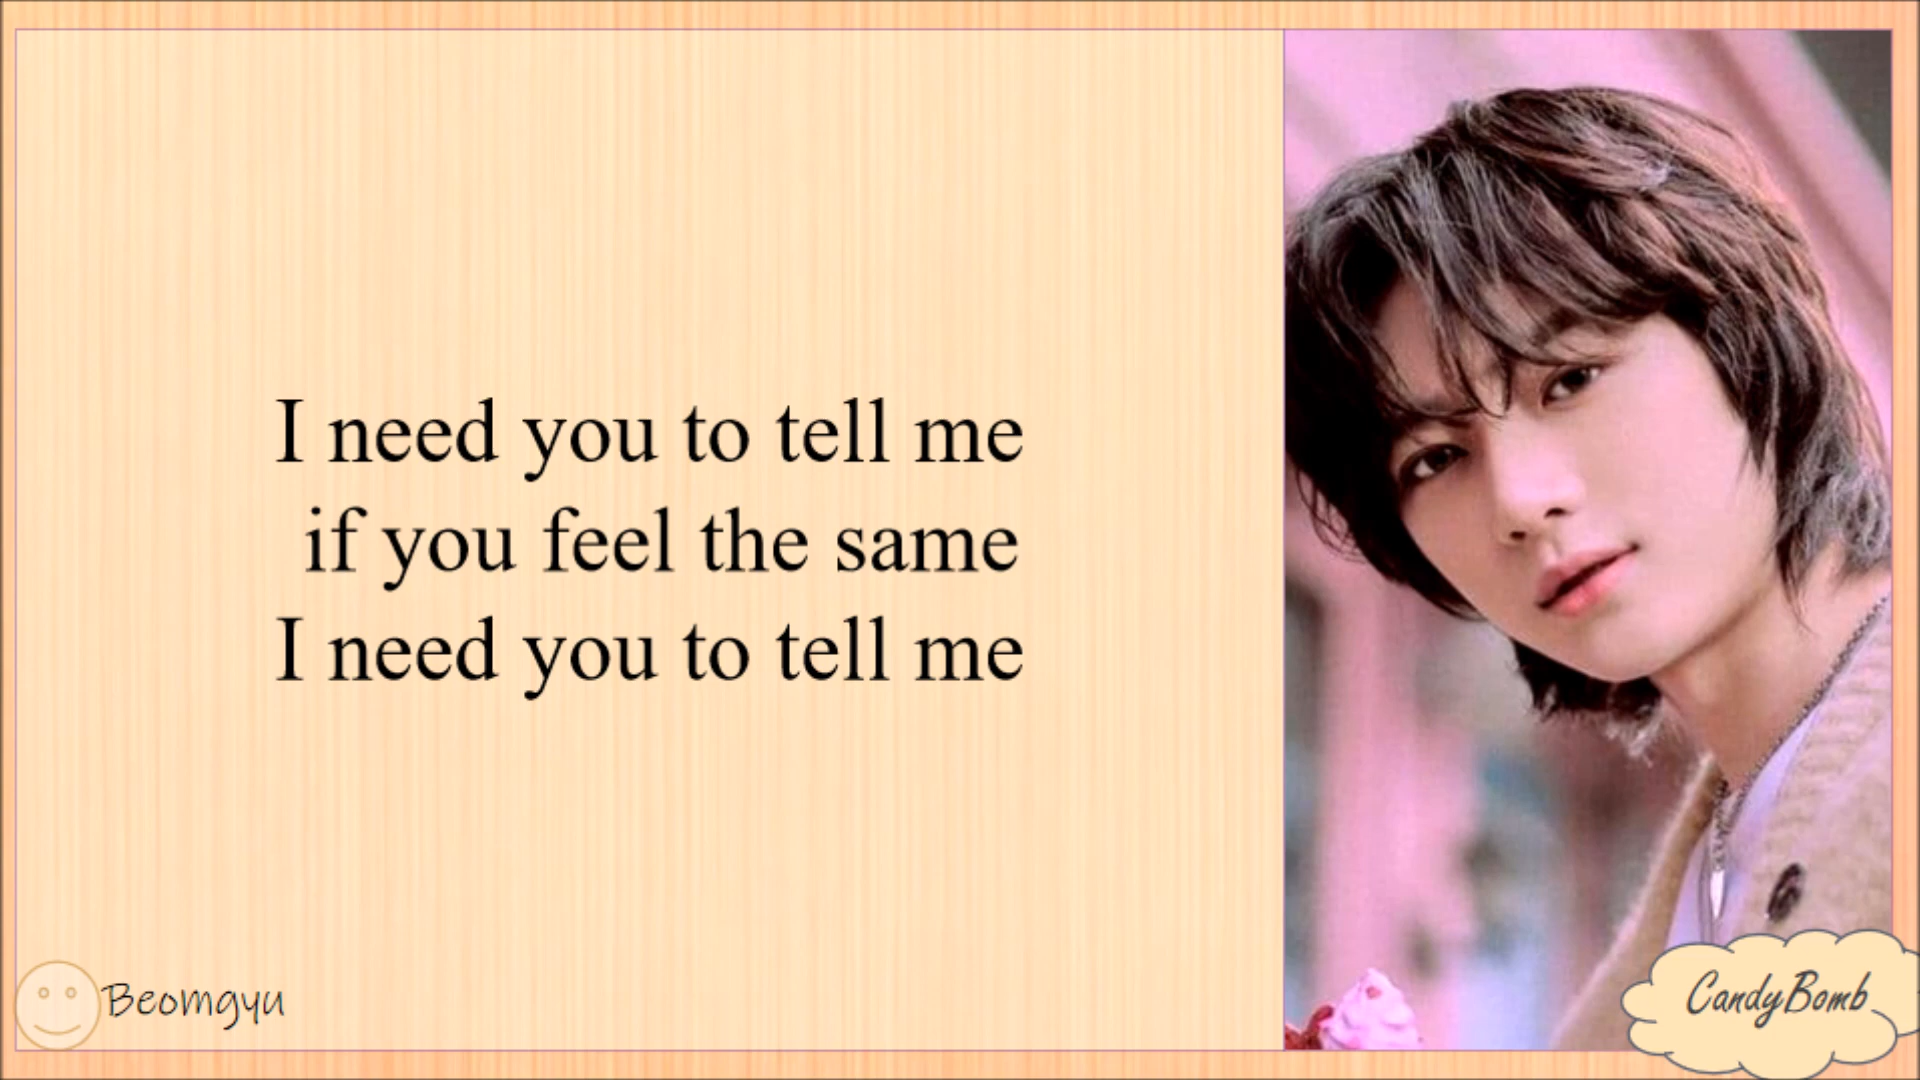 I need you to tell me
if you feel the same
I need you to tell me
Beomgyu
CandyBomb